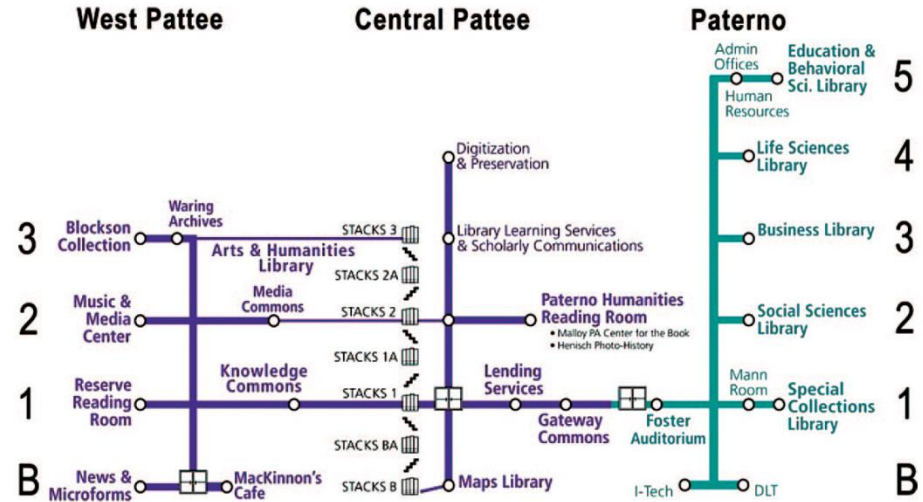 West Pattee
Central Pattee
Paterno
Admin
Offices
Education &
Behavioral
Sci. Library
5
Human
Resources
Digitization
& Preservation
Life Sciences
Library
4
3
Blockson
Collection
Waring
Archives
Arts & Humanities
Library
STACKS 3
Library Learning Services
& Scholarly Communications
Business Library
3
STACKS 2A
2
Music &
Media
Center
Media
Commons
STACKS 2
Paterno Humanities
Reading Room
• Malloy PA Center for the Book
• Henisch Photo-History
Social Sciences
Library
2
STACKS 1A
1
Reserve
Reading
Room
Knowledge
Commons
STACKS 1
Lending
Services
Gateway
Commons
Foster
Auditorium
Mann
Room
Special
Collections
Library
1
STACKS BA
B
News &
Microforms
MacKinnon's
Cafe
STACKS B
Maps Library
I-Tech
DLT
B